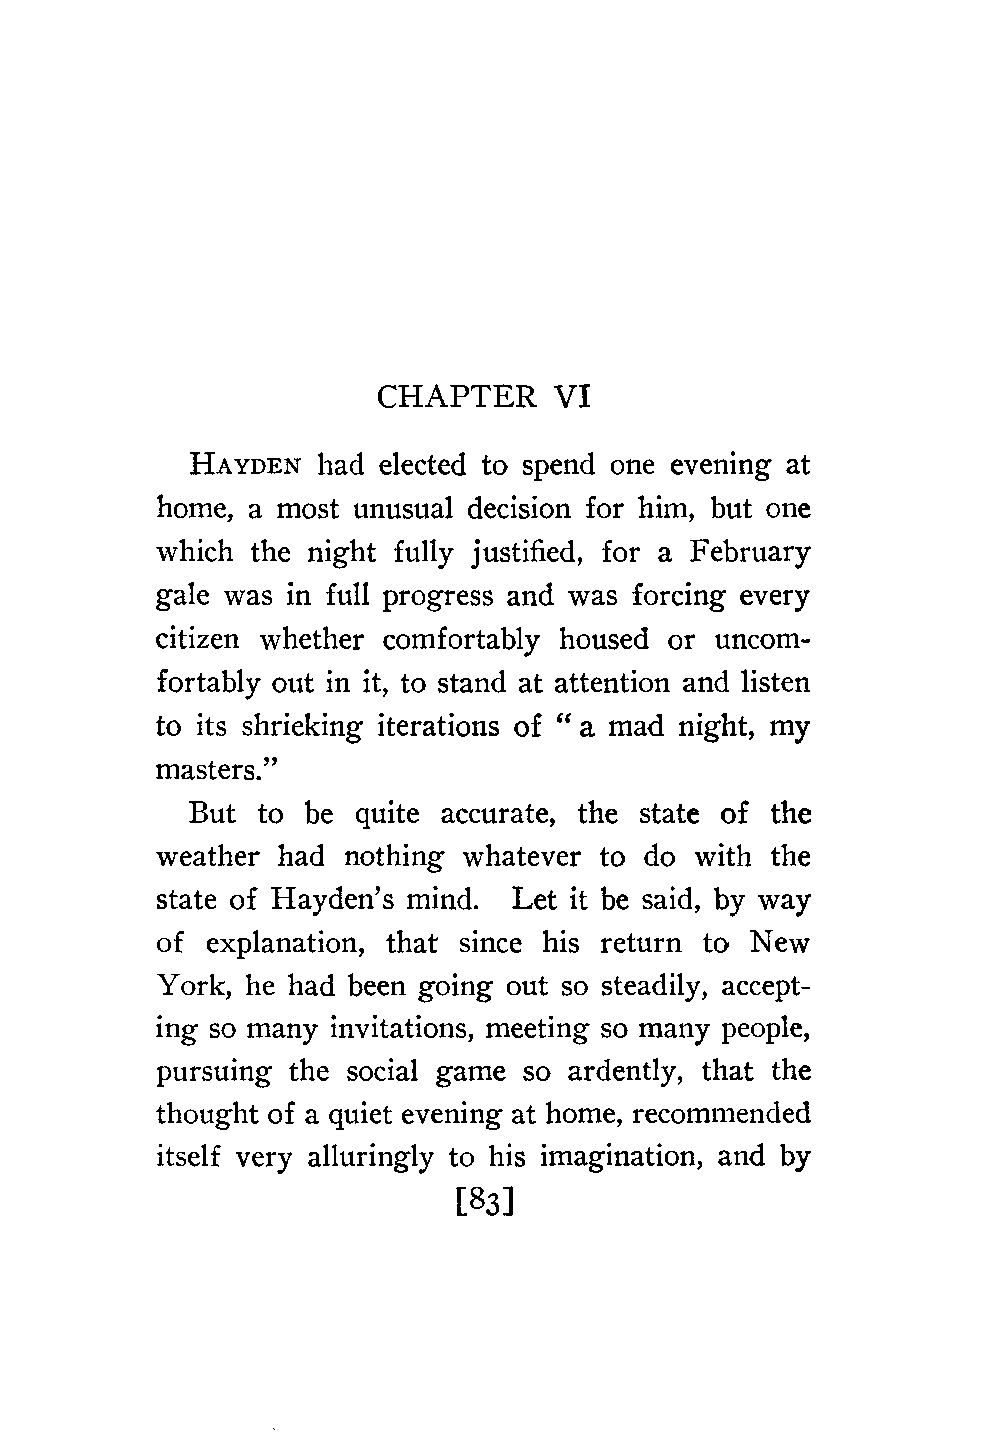 CHAPTER VI
HAYDEN had elected to spend one evening at
home, a most unusual decision for him, but one
which the night fully justified, for a February
gale was in full progress and was forcing every
citizen whether comfortably housed or uncom-
fortably out in it, to stand at attention and listen
to its shrieking iterations of “ a mad night, my
masters.”
But to be quite accurate, the state of the
weather had nothing whatever to do with the
state of Hayden’s mind. Let it be said, by way
of explanation, that since his return to New
York, he had been going out so steadily, accept-
ing so many invitations, meeting so many people,
pursuing the social game so ardently, that the
thought of a quiet evening at home, recommended
itself very alluringly to his imagination, and by
[83]